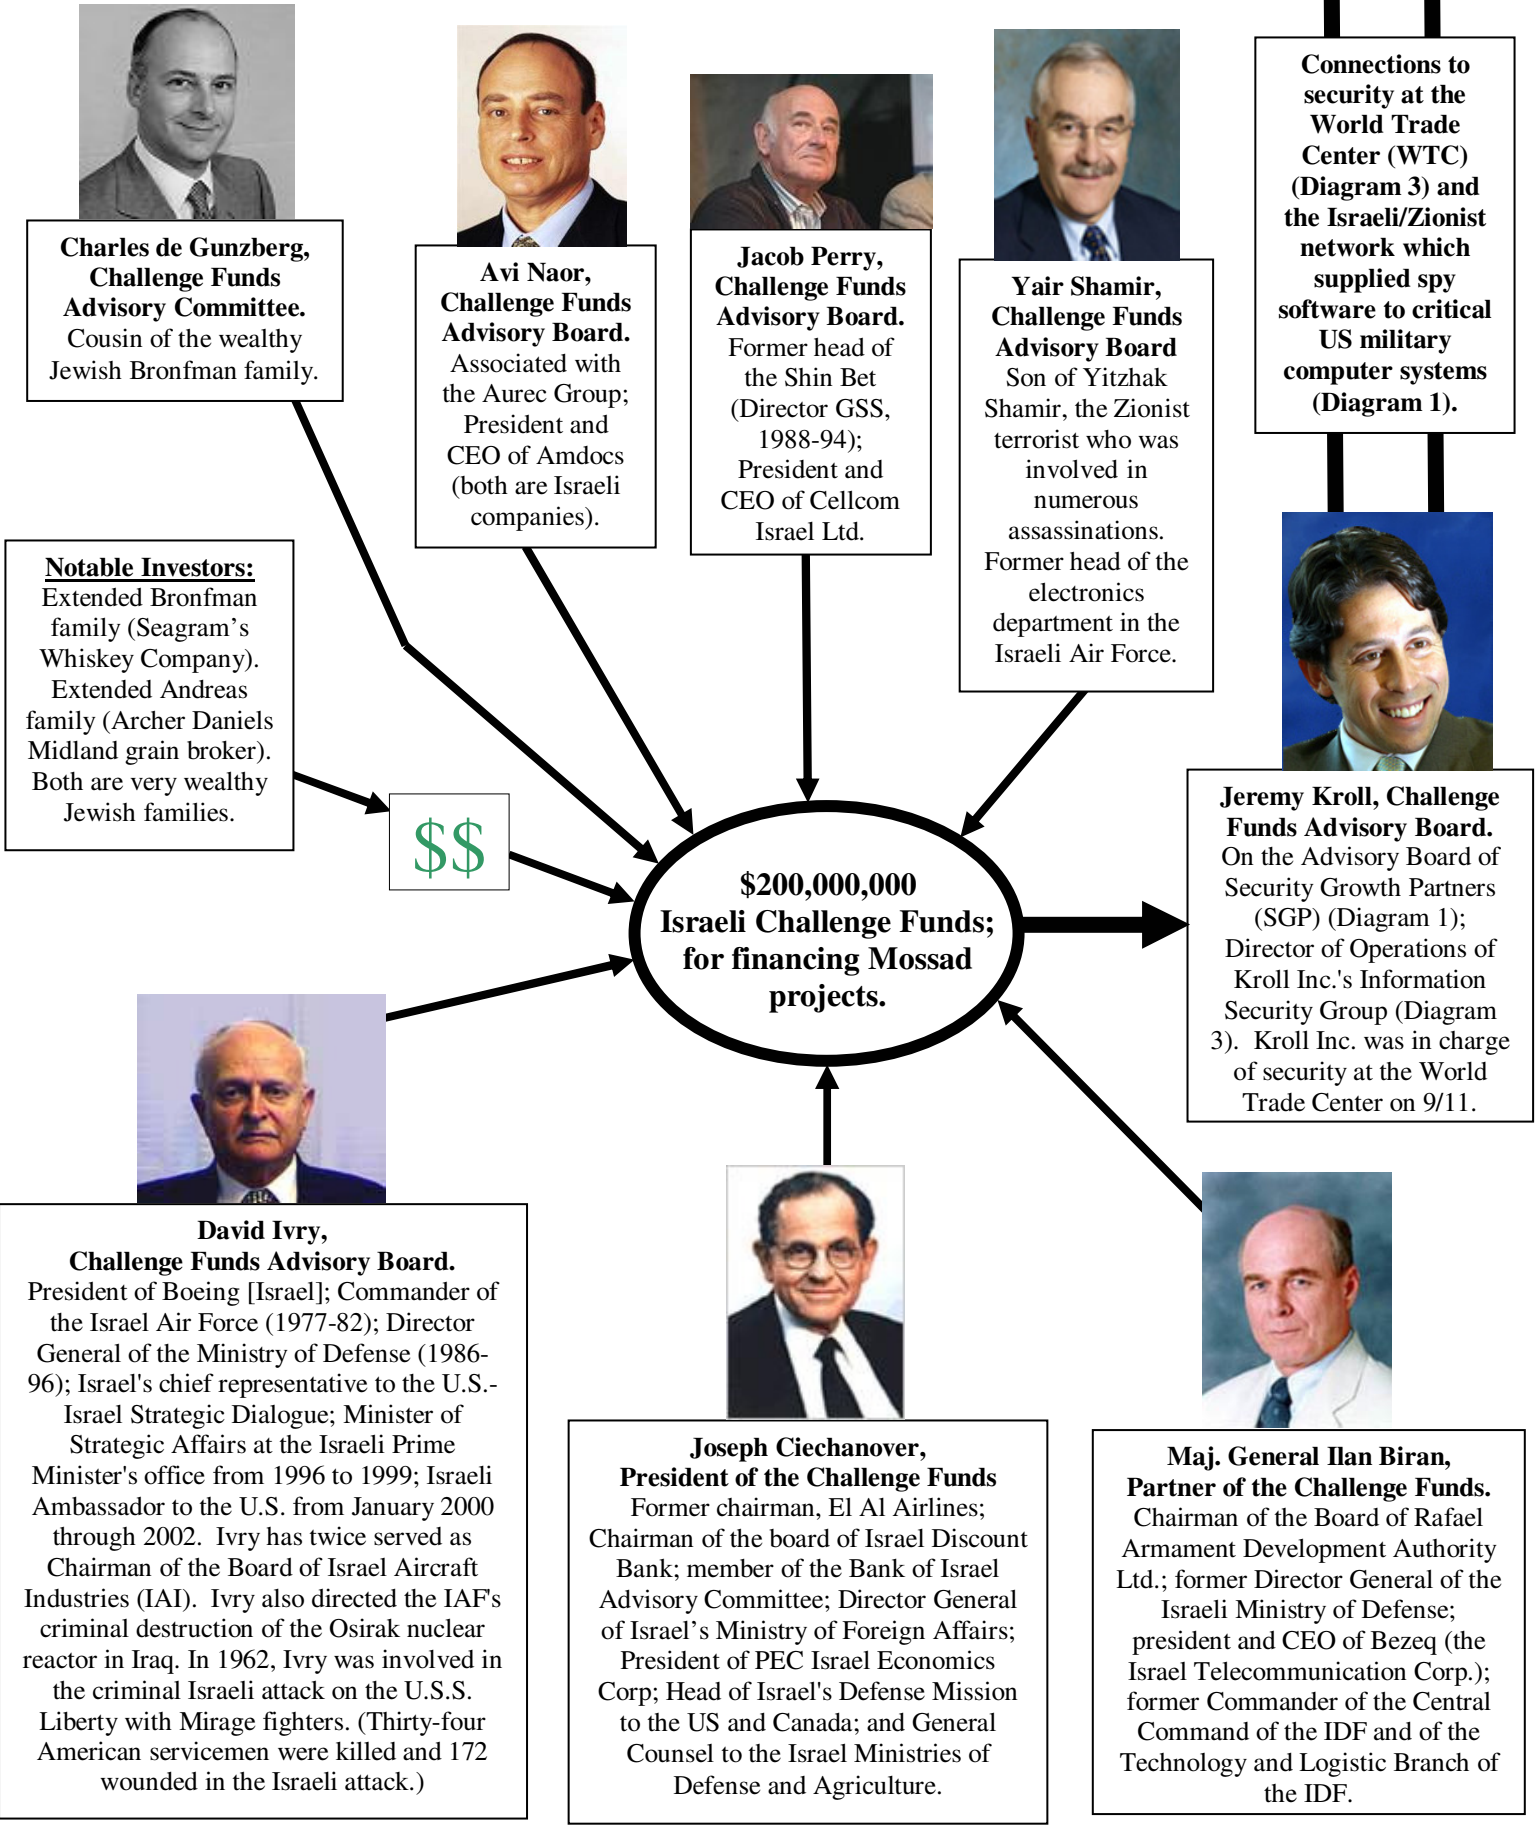 Charles de Gunzberg,
Challenge Funds
Advisory Committee.
Cousin of the wealthy
Jewish Bronfman family.
Avi Naor,
Challenge Funds
Advisory Board.
Associated with
the Aurec Group;
President and
CEO of Amdocs
(both are Israeli
companies).
Jacob Perry,
Challenge Funds
Advisory Board.
Former head of
the Shin Bet
(Director GSS,
1988-94);
President and
CEO of Cellcom
Israel Ltd.
Yair Shamir,
Challenge Funds
Advisory Board
Son of Yitzhak
Shamir, the Zionist
terrorist who was
involved in
numerous
assassinations.
Former head of the
electronics
department in the
Israeli Air Force.
Connections to
security at the
World Trade
Center (WTC)
(Diagram 3) and
the Israeli/Zionist
network which
supplied spy
software to critical
US military
computer systems
(Diagram 1).
Notable Investors:
Extended Bronfman
family (Seagram’s
Whiskey Company).
Extended Andreas
family (Archer Daniels
Midland grain broker).
Both are very wealthy
Jewish families.
$$
$200,000,000
Israeli Challenge Funds;
for financing Mossad
projects.
Jeremy Kroll, Challenge
Funds Advisory Board.
On the Advisory Board of
Security Growth Partners
(SGP) (Diagram 1);
Director of Operations of
Kroll Inc.'s Information
Security Group (Diagram
3).  Kroll Inc. was in charge
of security at the World
Trade Center on 9/11.
David Ivry,
Challenge Funds Advisory Board.
President of Boeing [Israel]; Commander of
the Israel Air Force (1977-82); Director
General of the Ministry of Defense (1986-
96); Israel's chief representative to the U.S.-
Israel Strategic Dialogue; Minister of
Strategic Affairs at the Israeli Prime
Minister's office from 1996 to 1999; Israeli
Ambassador to the U.S. from January 2000
through 2002.  Ivry has twice served as
Chairman of the Board of Israel Aircraft
Industries (IAI).  Ivry also directed the IAF's
criminal destruction of the Osirak nuclear
reactor in Iraq. In 1962, Ivry was involved in
the criminal Israeli attack on the U.S.S.
Liberty with Mirage fighters. (Thirty-four
American servicemen were killed and 172
wounded in the Israeli attack.)
Joseph Ciechanover,
President of the Challenge Funds
Former chairman, El Al Airlines;
Chairman of the board of Israel Discount
Bank; member of the Bank of Israel
Advisory Committee; Director General
of Israel’s Ministry of Foreign Affairs;
President of PEC Israel Economics
Corp; Head of Israel's Defense Mission
to the US and Canada; and General
Counsel to the Israel Ministries of
Defense and Agriculture.
Maj. General Ilan Biran,
Partner of the Challenge Funds.
Chairman of the Board of Rafael
Armament Development Authority
Ltd.; former Director General of the
Israeli Ministry of Defense;
president and CEO of Bezeq (the
Israel Telecommunication Corp.);
former Commander of the Central
Command of the IDF and of the
Technology and Logistic Branch of
the IDF.